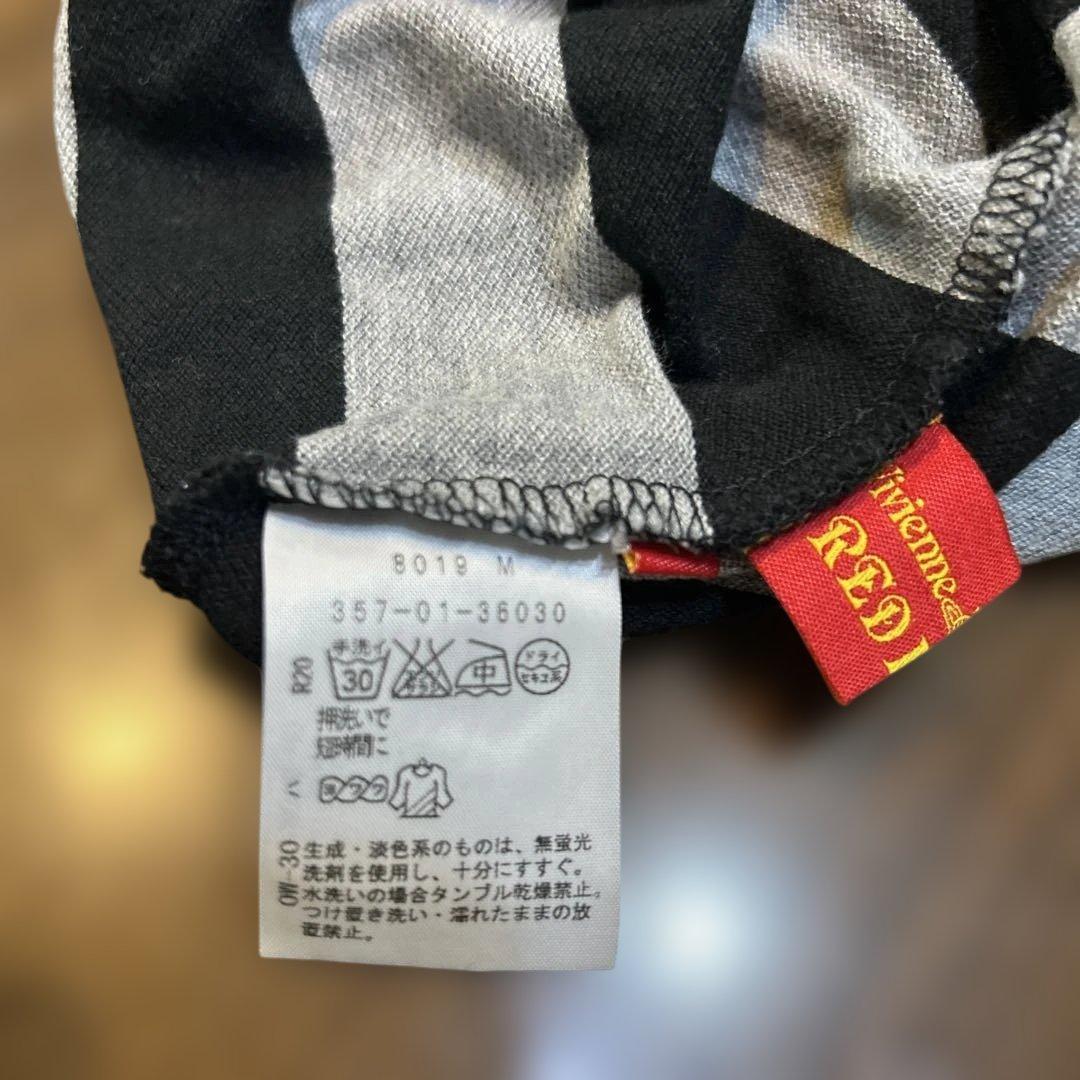 8019 M
357-01-36030
手洗イ
30
中
ドライ
セキユ系
R20
押洗いで
短時間に
OW-30
生成・淡色系のものは、無蛍光
洗剤を使用し、十分にすすぐ。
水洗いの場合タンブル乾燥禁止。
つけ置き洗い・濡れたままの放
置禁止。
Vivienne
RED